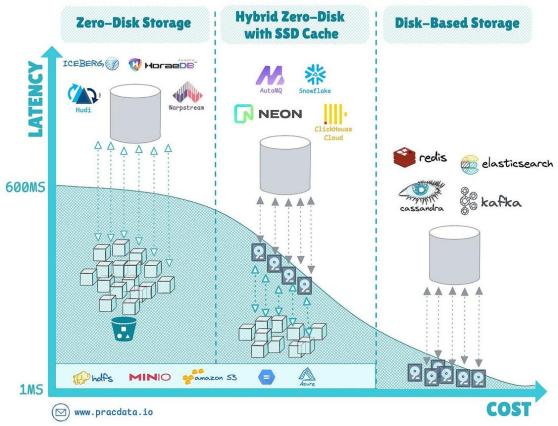 Zero-Disk Storage
Hybrid Zero-Disk
with SSD Cache
Disk-Based Storage
LATENCY
ICEBERG
HoraeDB
Hudi
Warpstream
AutoMQ
Snowflake
NEON
ClickHouse
Cloud
redis
elasticsearch
cassandra
kafka
600MS
hdfs
MINIO
amazon S3
Azure
1MS
COST
www.pracdata.io